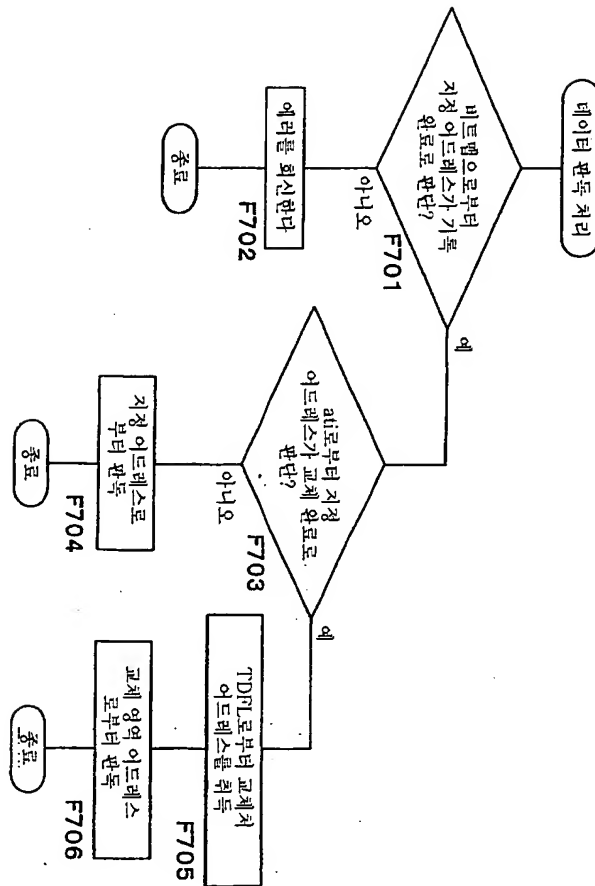 데이터 판독 처리
비트맵으로부터
지정 어드레스가 기록
완료로 판단?
F701
아니오
예
에러를 회신한다
F702
종료
ati로부터 지정
어드레스가 교체 완료로
판단?
F703
아니오
예
지정 어드레스로
부터 판독
F704
종료
TDFL로부터 교체처
어드레스를 취득
F705
교체 영역 어드레스
로부터 판독
F706
종료